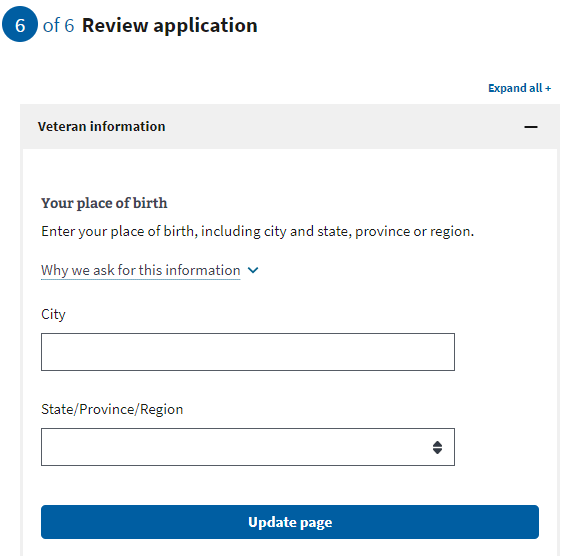 6 of 6 Review application
Expand all +
Veteran information
Your place of birth
Enter your place of birth, including city and state, province or region.
Why we ask for this information
City
State/Province/Region
Update page